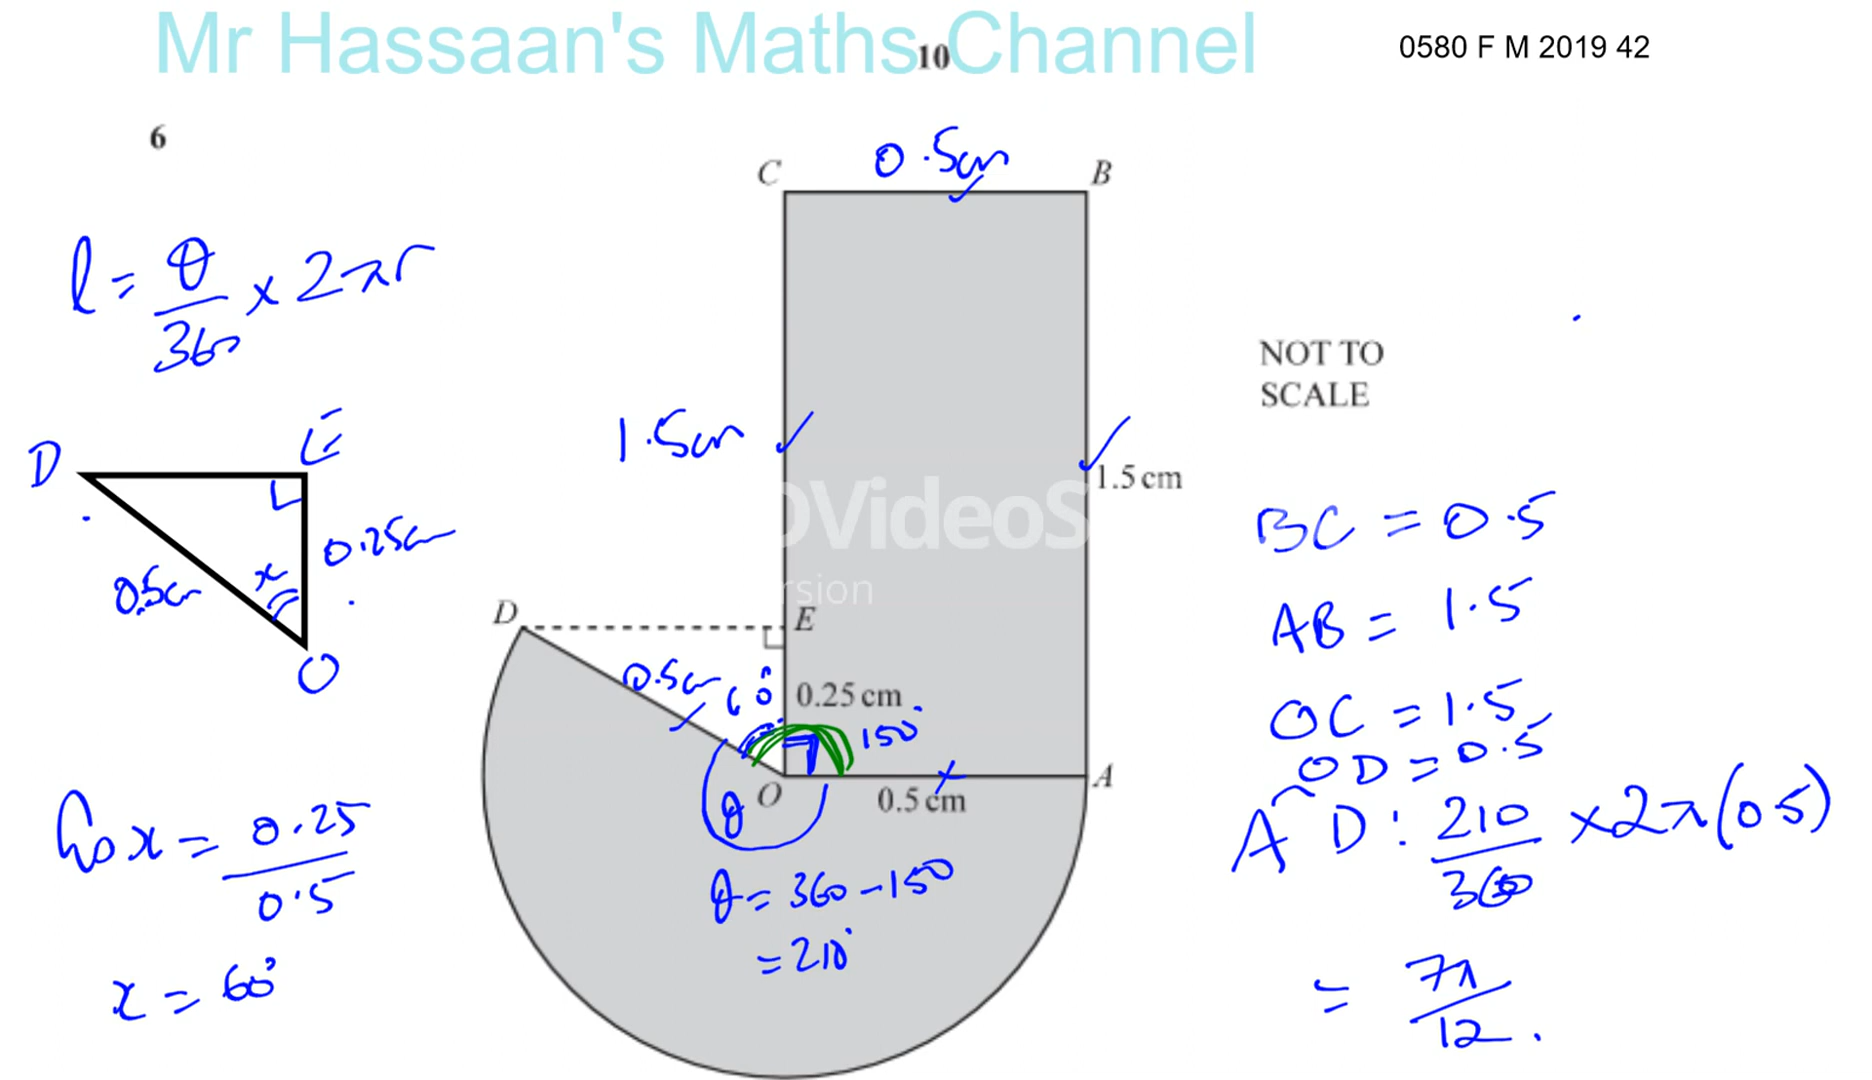 Mr Hassaan's Maths Channel
10
0580 F M 2019 42
6
C 0.5cm B
l = θ/360 × 2πr
NOT TO
SCALE
1.5cm
1.5 cm
D E
0.25cm
0.5cm
x
O
OVideoS
rsion
BC = 0.5
AB = 1.5
OC = 1.5
OD = 0.5
D E
0.5cm 60° 0.25 cm
150°
O A
0.5 cm
θ
θ = 360 - 150
= 210°
Cos x = 0.25/0.5
x = 60°
AD : 210/360 × 2π(0.5)
= 7π/12.